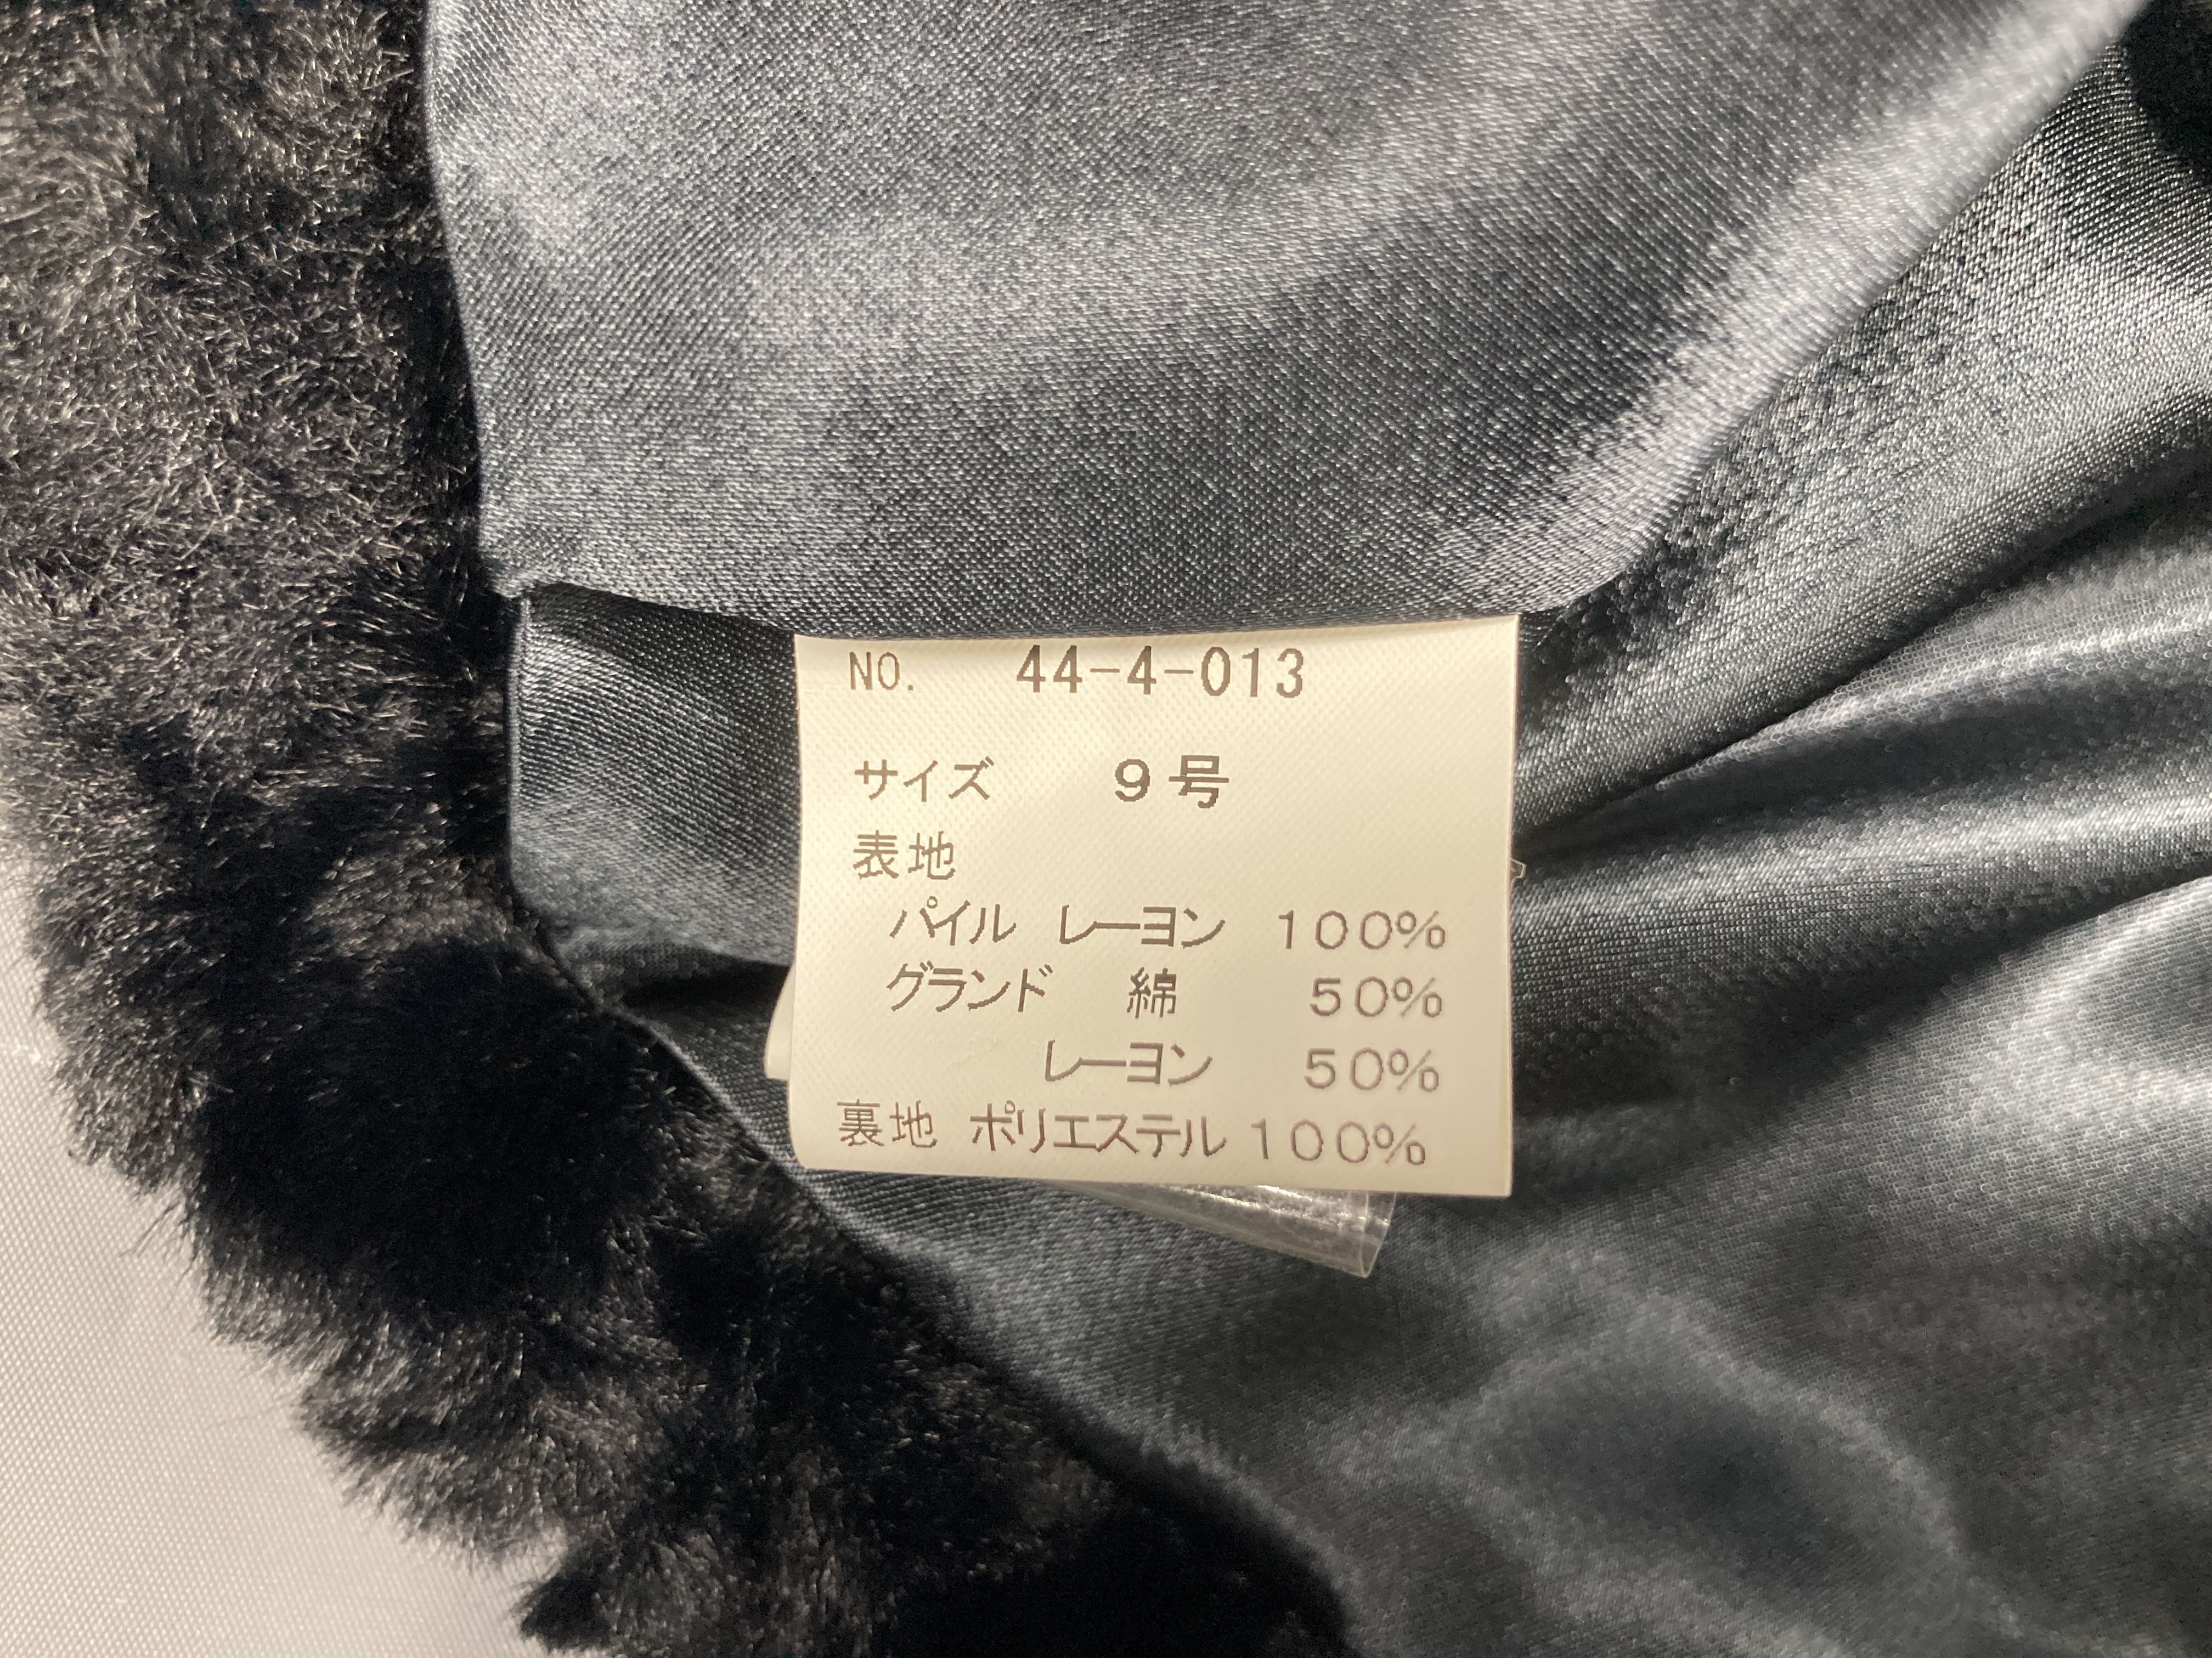 NO. 44-4-013
サイズ 9号
表地
パイル レーヨン 100%
グランド 綿 50%
レーヨン 50%
裏地 ポリエステル 100%